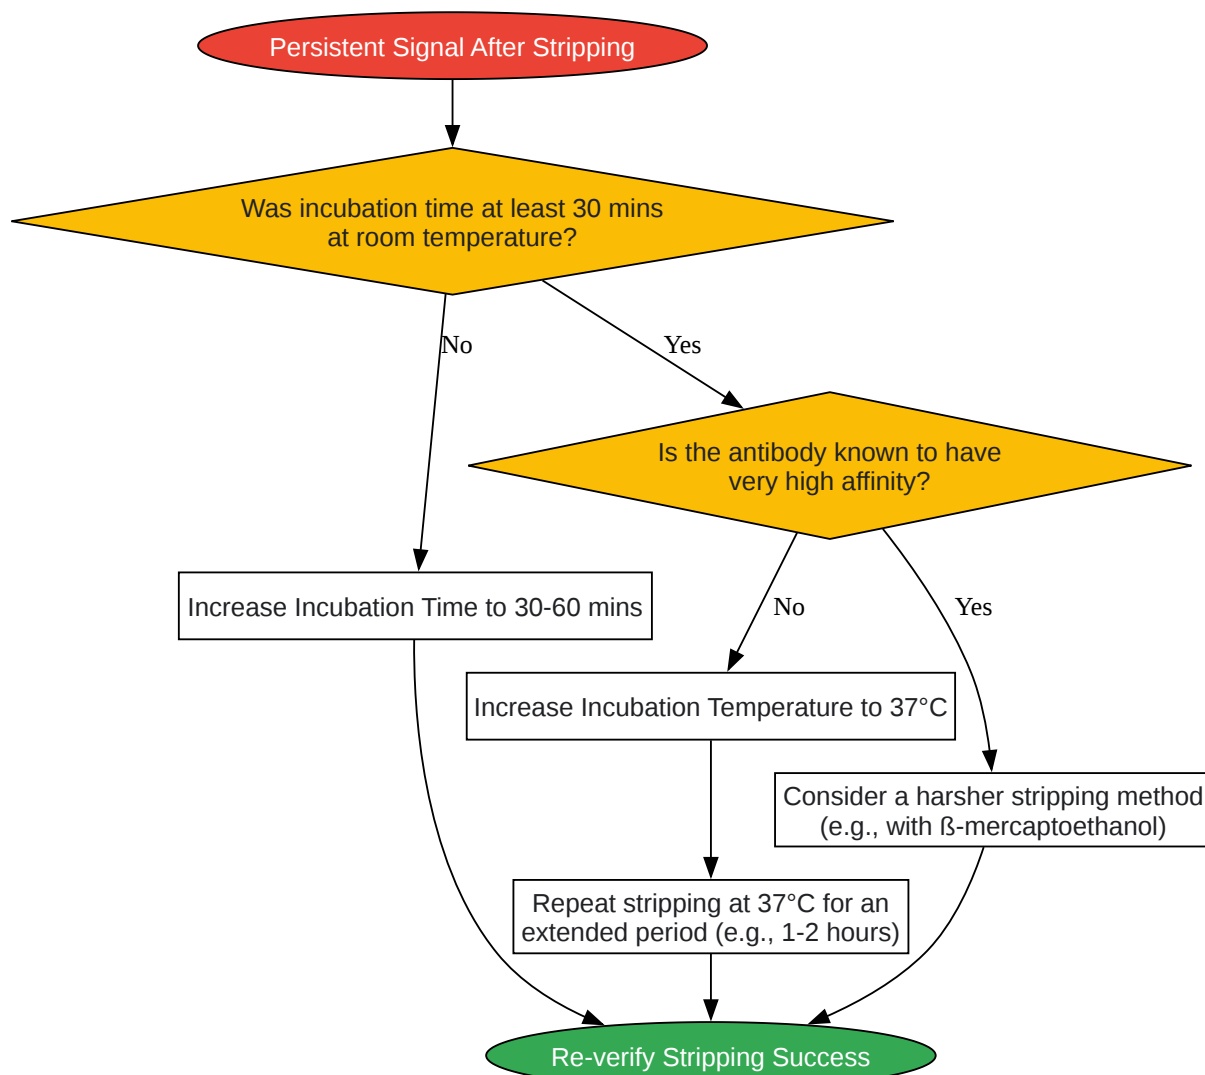 Persistent Signal After Stripping
Was incubation time at least 30 mins
at room temperature?
No
Yes
Is the antibody known to have
very high affinity?
Increase Incubation Time to 30-60 mins
No
Yes
Increase Incubation Temperature to 37°C
Consider a harsher stripping method
(e.g., with ß-mercaptoethanol)
Repeat stripping at 37°C for an
extended period (e.g., 1-2 hours)
Re-verify Stripping Success